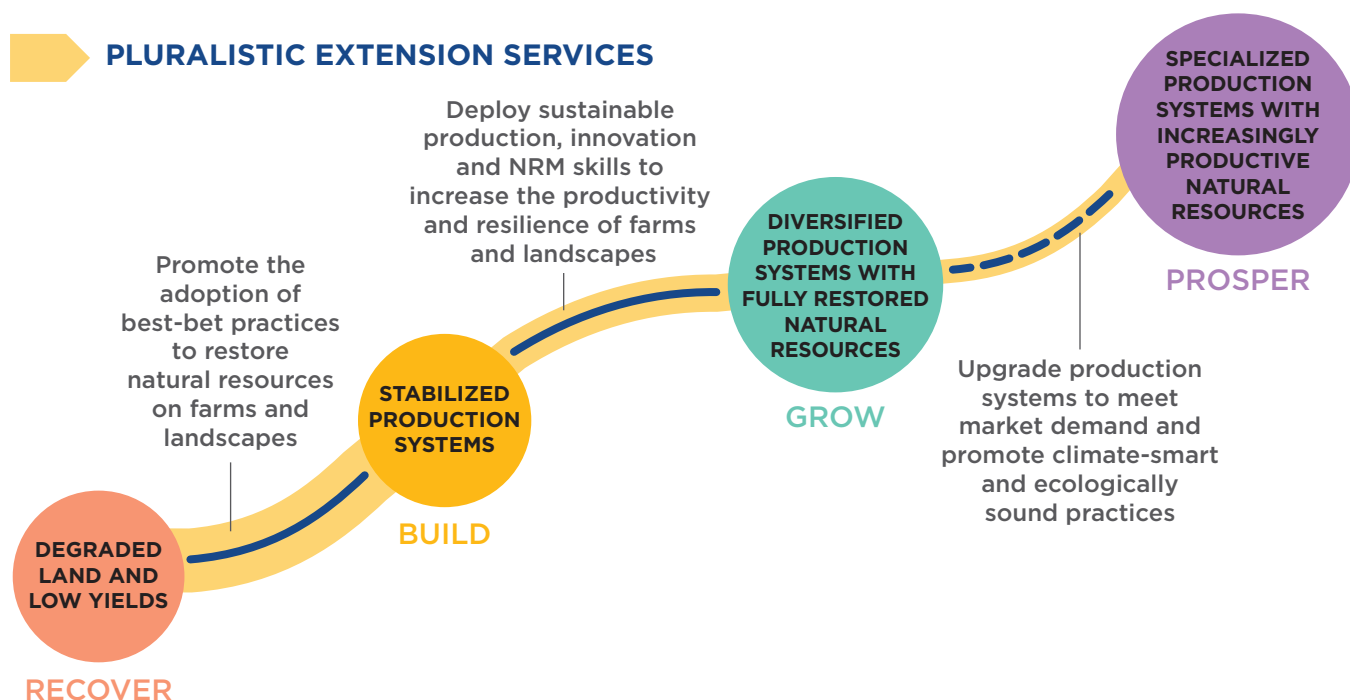 PLURALISTIC EXTENSION SERVICES
DEGRADED
LAND AND
LOW YIELDS
RECOVER
Promote the
adoption of
best-bet practices
to restore
natural resources
on farms and
landscapes
STABILIZED
PRODUCTION
SYSTEMS
BUILD
Deploy sustainable
production, innovation
and NRM skills to
increase the productivity
and resilience of farms
and landscapes
DIVERSIFIED
PRODUCTION
SYSTEMS WITH
FULLY RESTORED
NATURAL
RESOURCES
GROW
Upgrade production
systems to meet
market demand and
promote climate-smart
and ecologically
sound practices
SPECIALIZED
PRODUCTION
SYSTEMS WITH
INCREASINGLY
PRODUCTIVE
NATURAL
RESOURCES
PROSPER